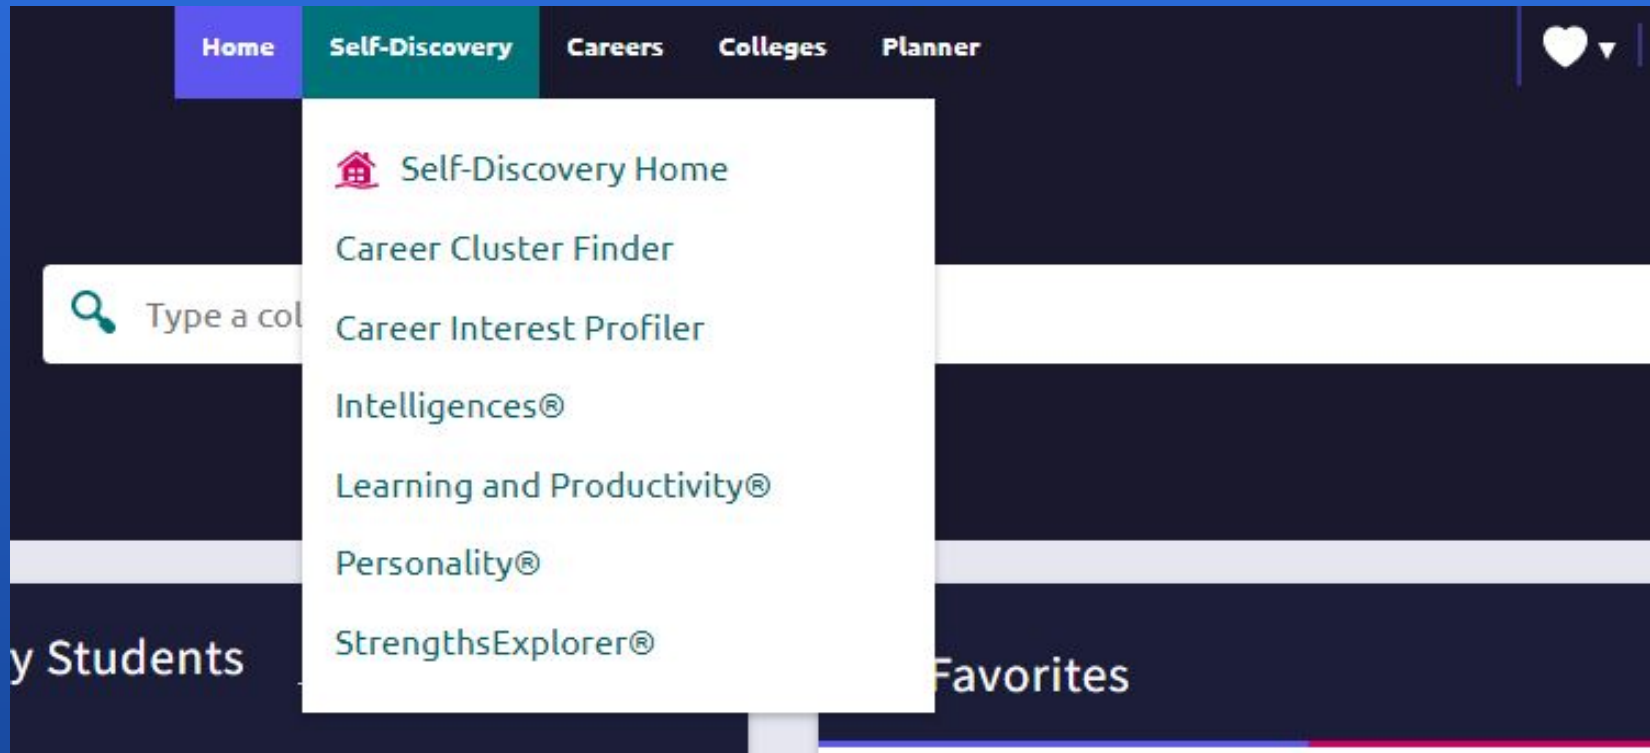 Home Self-Discovery Careers Colleges Planner
Self-Discovery Home
Career Cluster Finder
Type a col
Career Interest Profiler
Intelligences®
Learning and Productivity®
Personality®
StrengthsExplorer®
y Students
Favorites